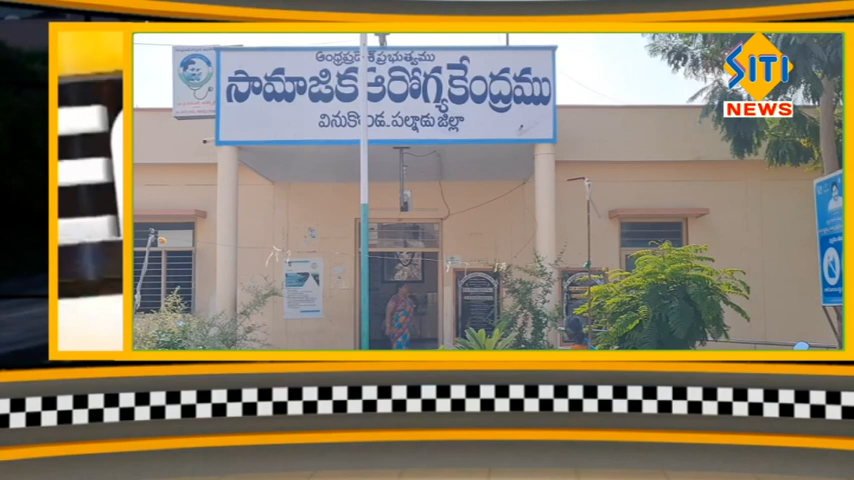 ఆంధ్రప్రదేశ్ ప్రభుత్వము
సామాజిక ఆరోగ్యకేంద్రము
వినుకొండ.. పల్నాడు జిల్లా
SITI
NEWS